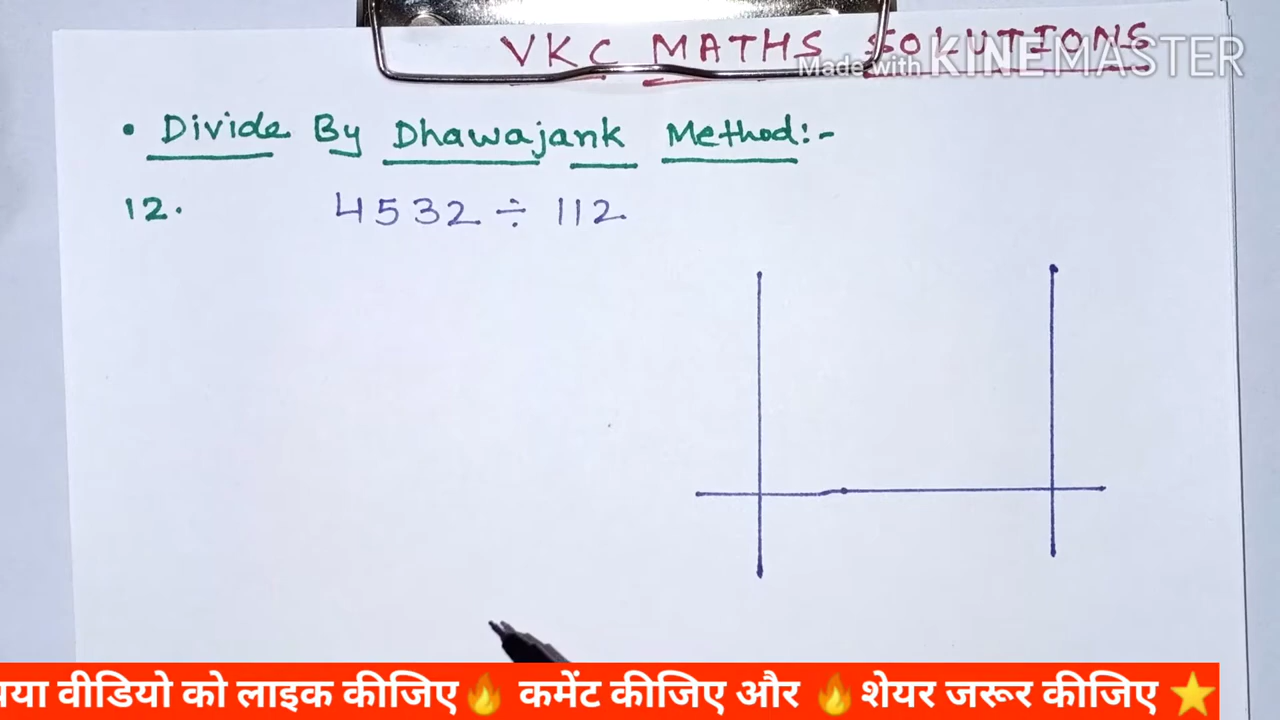 VKC MATHS SOLUTIONS
Made with KINEMASTER
• Divide By Dhawajank Method:-
12. 4532 ÷ 112
वीडियो को लाइक कीजिए🔥 कमेंट कीजिए और 🔥शेयर जरूर कीजिए ⭐